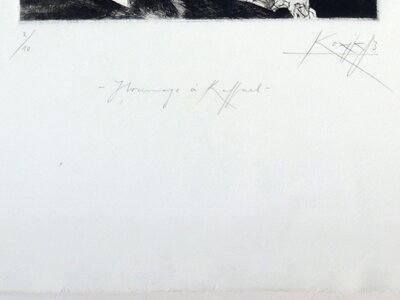 2/10
- Hommage à Raffael -